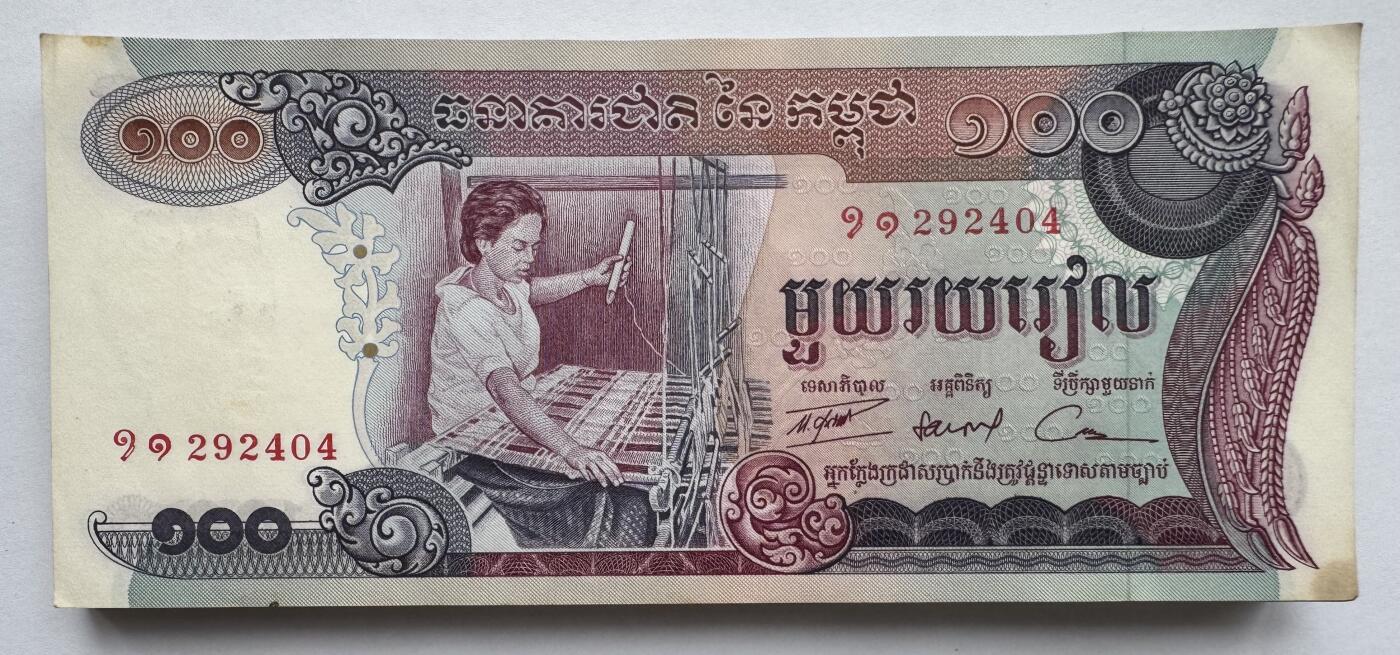 ១០០
ធនាគារជាតិ នៃ កម្ពុជា
១០០
១១ 292404
មួយរយរៀល
ទេសាភិបាល អគ្គពិនិត្យ ទីប្រឹក្សាមួយទាក់
១១ 292404
អ្នកក្លែងក្រដាសប្រាក់នឹងត្រូវផ្តន្ទាទោសតាមច្បាប់
១០០